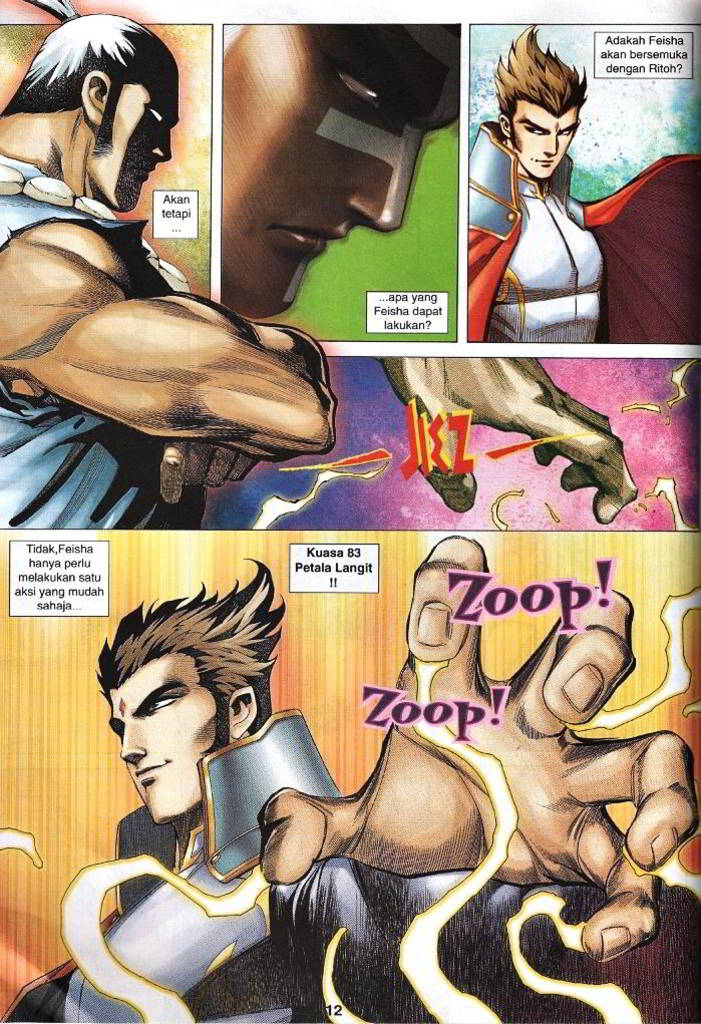 Akan
tetapi
...
...apa yang
Feisha dapat
lakukan?
Adakah Feisha
akan bersemuka
dengan Ritoh?
JIEZ
Tidak,Feisha
hanya perlu
melakukan satu
aksi yang mudah
sahaja...
Kuasa 83
Petala Langit
!!
Zoop!
Zoop!
12